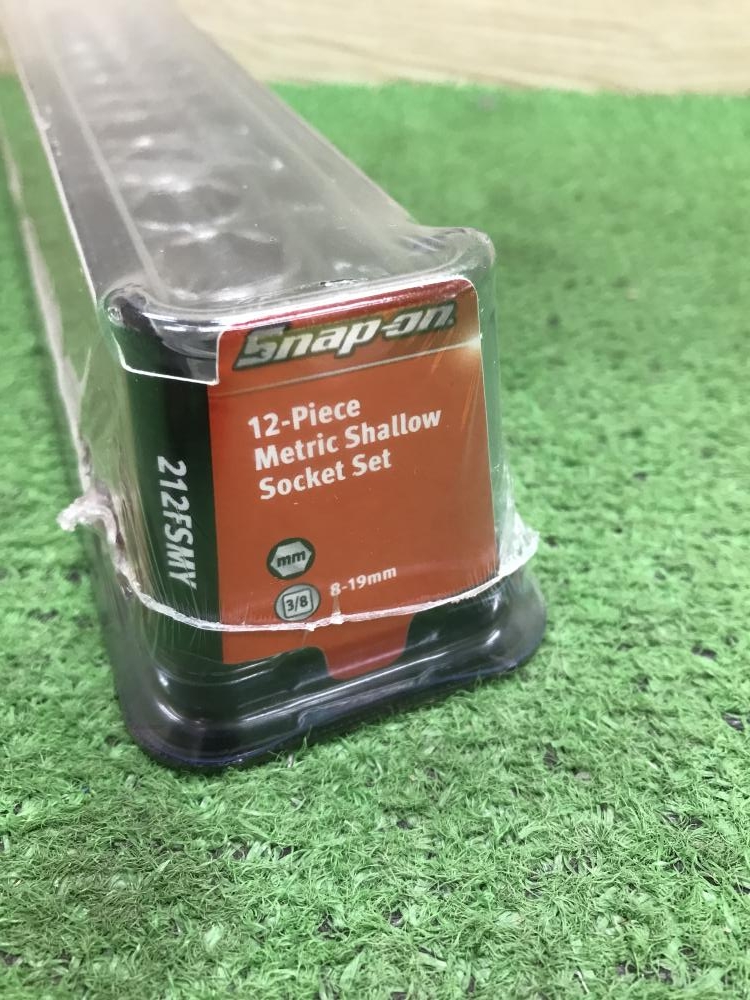 Snap-on
12-Piece
Metric Shallow
Socket Set
mm
3/8 8-19mm
212FSMY